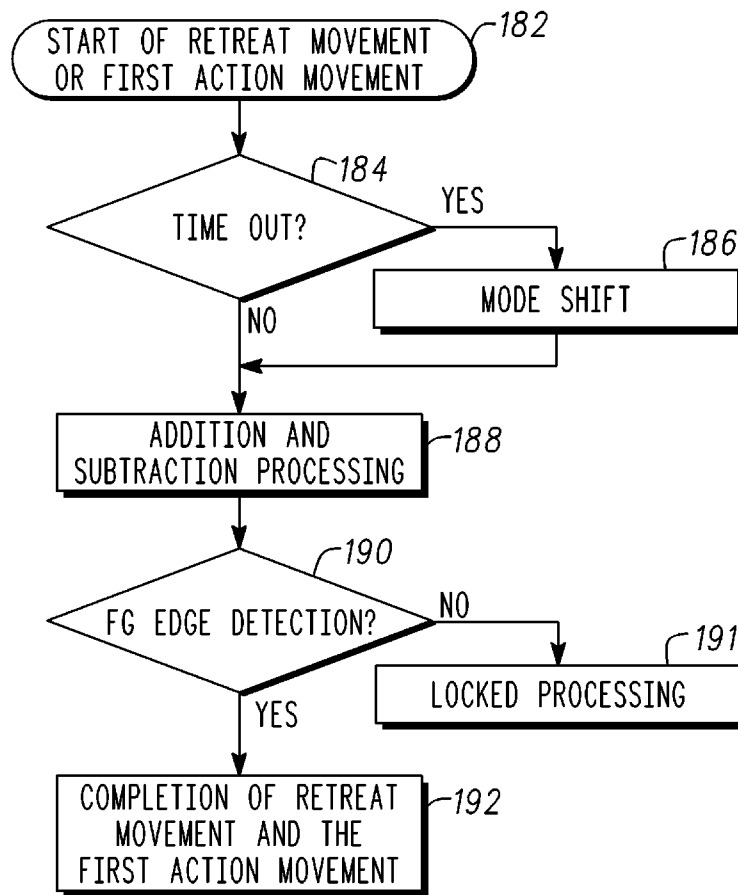 START OF RETREAT MOVEMENT
OR FIRST ACTION MOVEMENT
182
184
TIME OUT?
YES
186
MODE SHIFT
NO
ADDITION AND
SUBTRACTION PROCESSING
188
190
FG EDGE DETECTION?
NO
191
LOCKED PROCESSING
YES
COMPLETION OF RETREAT
MOVEMENT AND THE
FIRST ACTION MOVEMENT
192